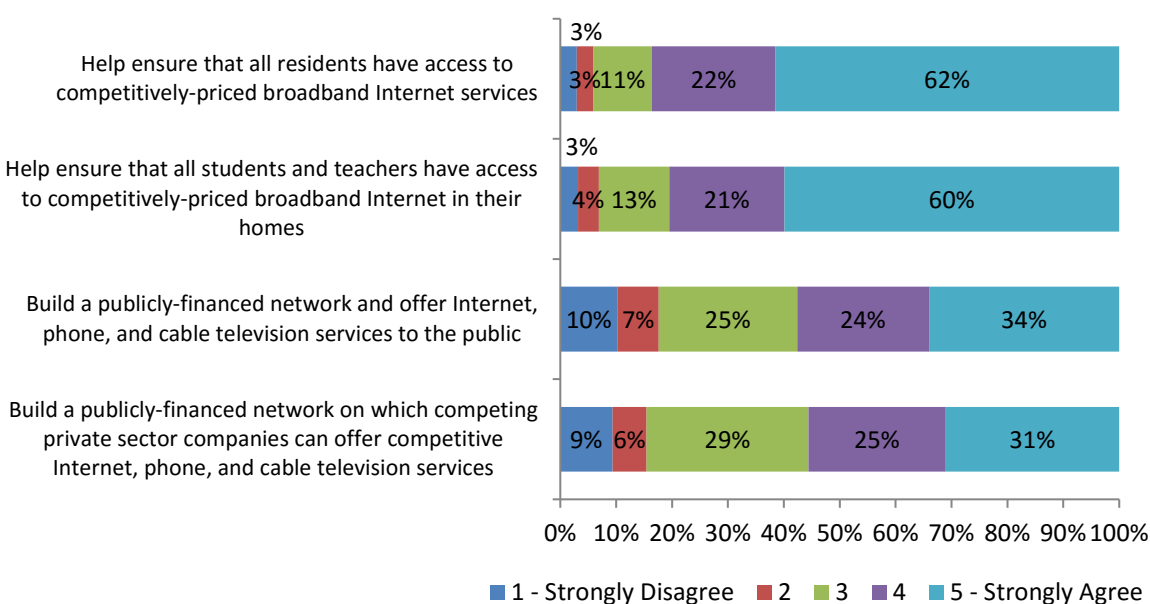 3%
Help ensure that all residents have access to
competitively-priced broadband Internet services
3% 11% 22% 62%
3%
Help ensure that all students and teachers have access
to competitively-priced broadband Internet in their
homes
4% 13% 21% 60%
Build a publicly-financed network and offer Internet,
phone, and cable television services to the public
10% 7% 25% 24% 34%
Build a publicly-financed network on which competing
private sector companies can offer competitive
Internet, phone, and cable television services
9% 6% 29% 25% 31%
0% 10% 20% 30% 40% 50% 60% 70% 80% 90% 100%
1 - Strongly Disagree 2 3 4 5 - Strongly Agree